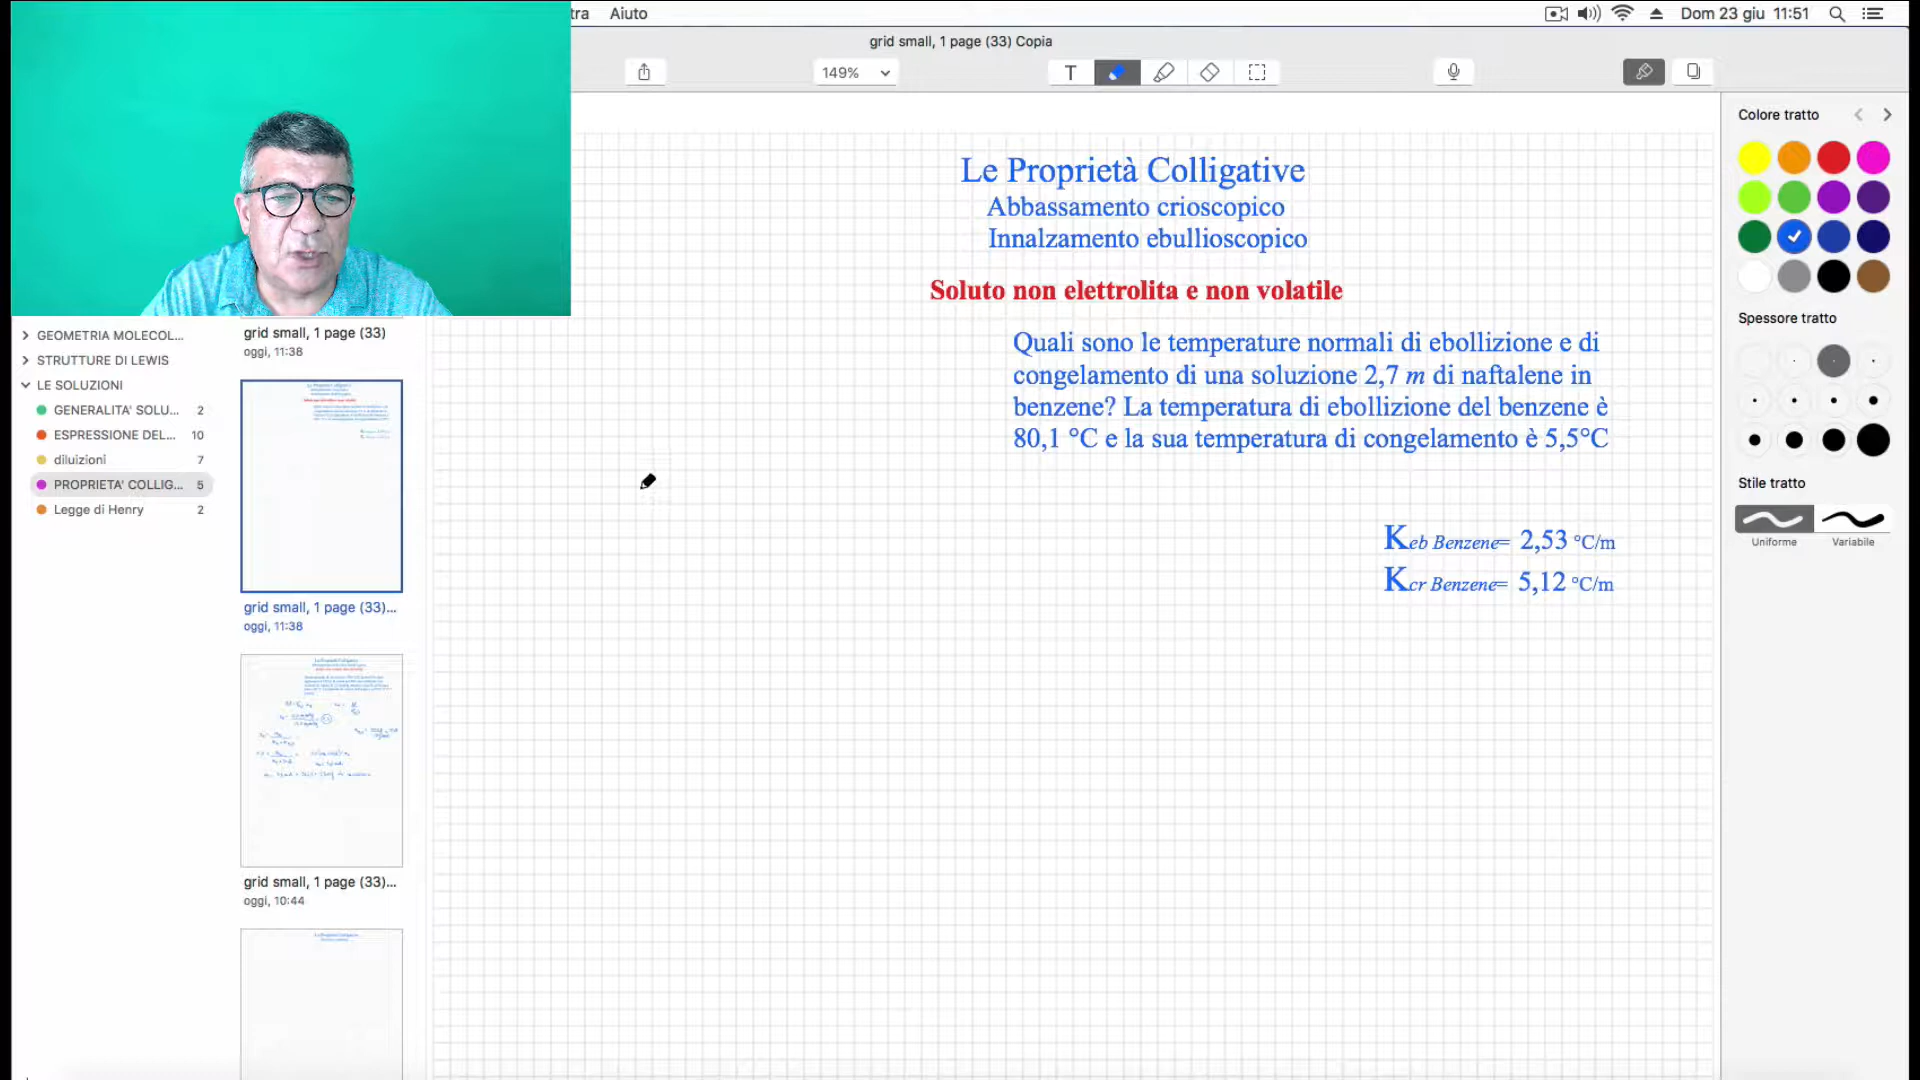 tra Aiuto
Dom 23 giu 11:51
grid small, 1 page (33) Copia
149%
T
Le Proprietà Colligative
Abbassamento crioscopico
Innalzamento ebullioscopico
Soluto non elettrolita e non volatile
Quali sono le temperature normali di ebollizione e di
congelamento di una soluzione 2,7 m di naftalene in
benzene? La temperatura di ebollizione del benzene è
80,1 °C e la sua temperatura di congelamento è 5,5°C
Keb Benzene= 2,53 °C/m
Kcr Benzene= 5,12 °C/m
GEOMETRIA MOLECOL...
STRUTTURE DI LEWIS
LE SOLUZIONI
GENERALITA' SOLU... 2
ESPRESSIONE DEL... 10
diluizioni 7
PROPRIETA' COLLIG... 5
Legge di Henry 2
grid small, 1 page (33)
oggi, 11:38
grid small, 1 page (33)...
oggi, 11:38
grid small, 1 page (33)...
oggi, 10:44
Colore tratto
Spessore tratto
Stile tratto
Uniforme Variabile